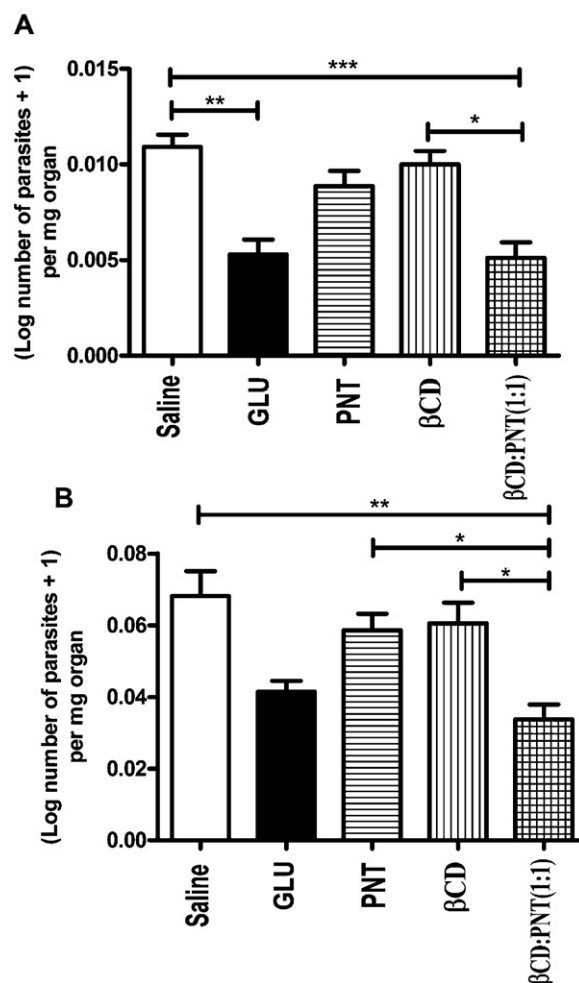 A
(Log number of parasites + 1)
per mg organ
0.015
0.010
0.005
0.000
***
**
*
Saline
GLU
PNT
βCD
βCD:PNT(1:1)
B
(Log number of parasites + 1)
per mg organ
0.08
0.06
0.04
0.02
0.00
**
*
*
Saline
GLU
PNT
βCD
βCD:PNT(1:1)